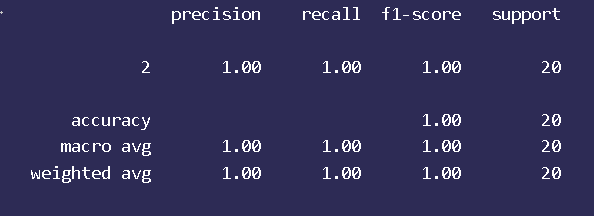 precision recall f1-score support
2 1.00 1.00 1.00 20
accuracy 1.00 20
macro avg 1.00 1.00 1.00 20
weighted avg 1.00 1.00 1.00 20